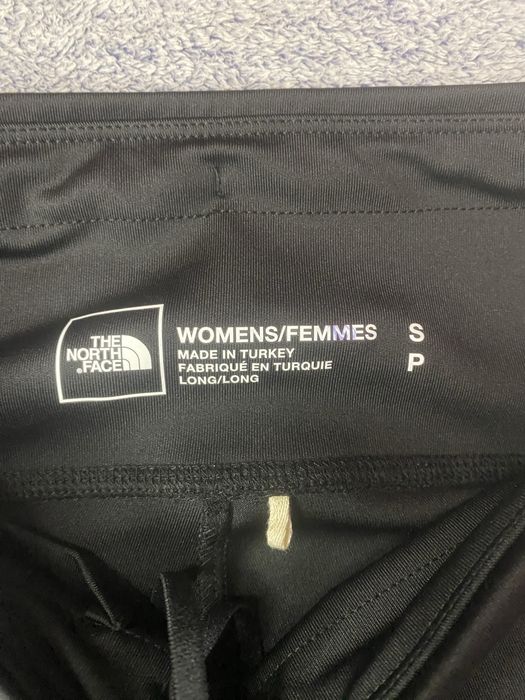 THE
NORTH
FACE
WOMENS/FEMMES S
MADE IN TURKEY P
FABRIQUÉ EN TURQUIE
LONG/LONG